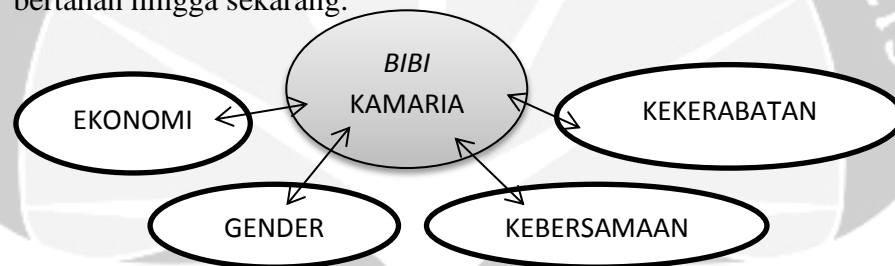 bertahan hingga sekarang.
BIBI
KAMARIA
EKONOMI
KEKERABATAN
GENDER
KEBERSAMAAN